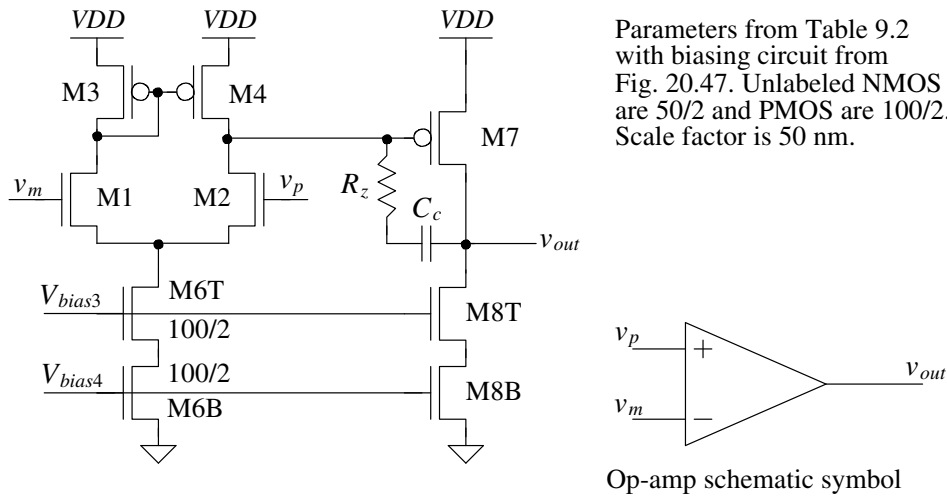 VDD
VDD
VDD
Parameters from Table 9.2
with biasing circuit from
Fig. 20.47. Unlabeled NMOS
are 50/2 and PMOS are 100/2.
Scale factor is 50 nm.
M3
M4
M7
v_m
M1
M2
v_p
R_z
C_c
v_out
M6T
V_bias3
100/2
M8T
V_bias4
100/2
M6B
M8B
v_p
+
v_out
v_m
−
Op-amp schematic symbol